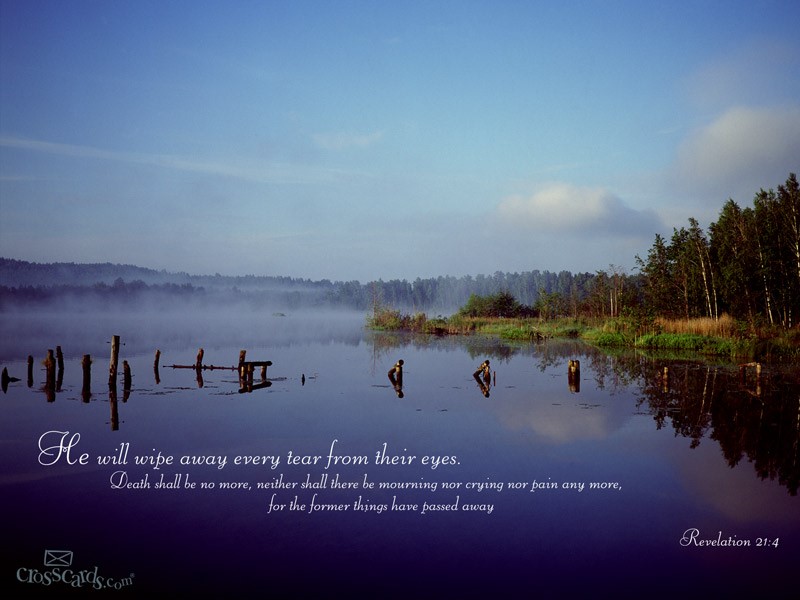 He will wipe away every tear from their eyes.
Death shall be no more, neither shall there be mourning nor crying nor pain any more,
for the former things have passed away
Revelation 21:4
crosscards.com®